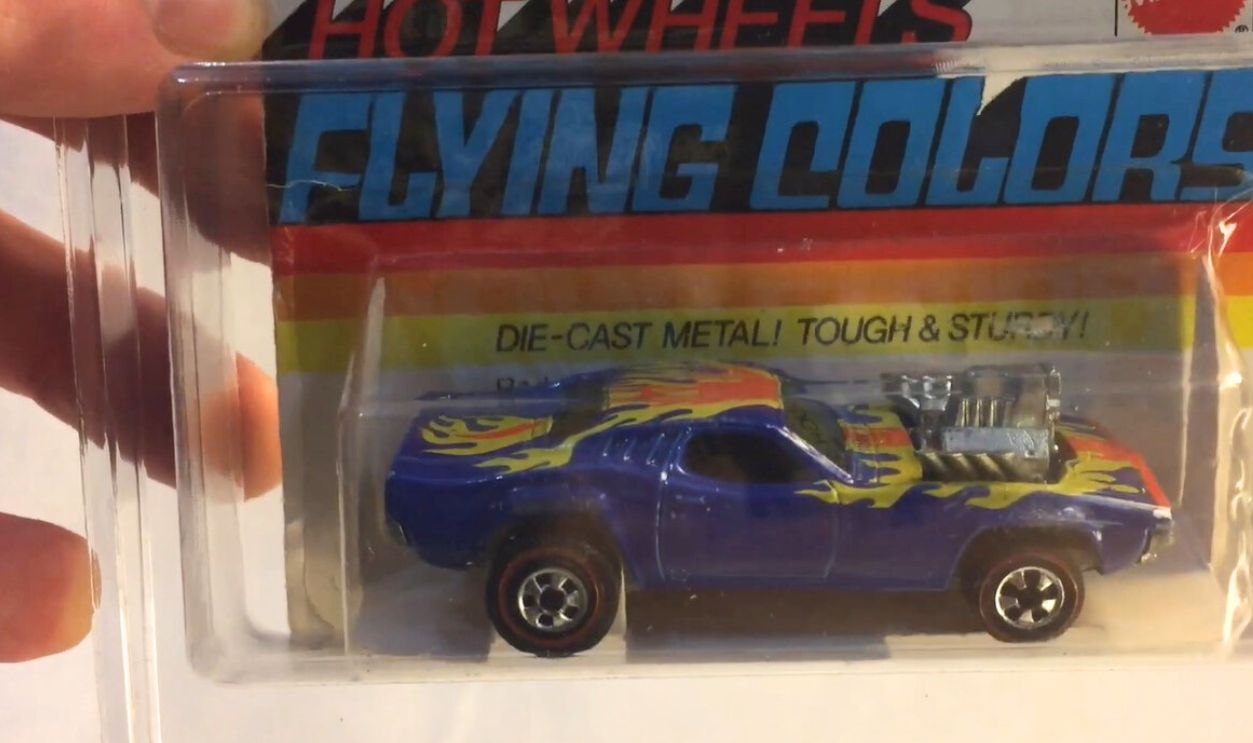 HOT WHEELS
FLYING COLORS
DIE-CAST METAL! TOUGH & STURDY!